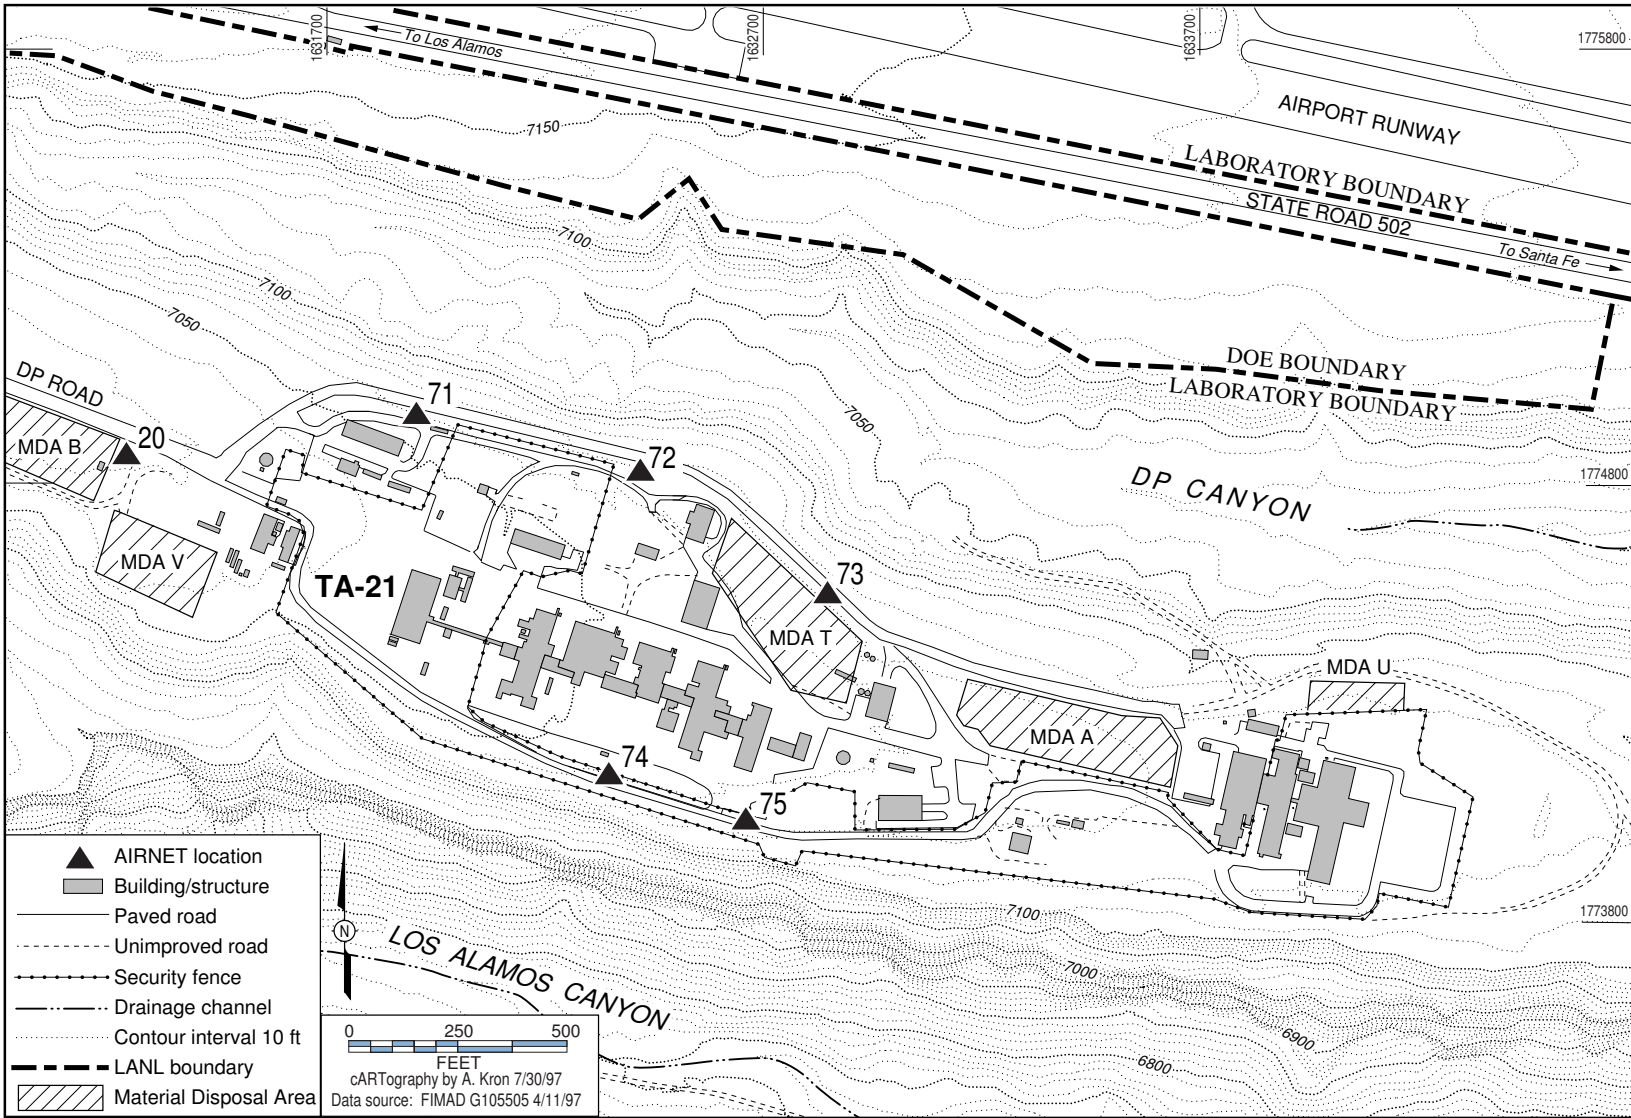 1631700
1632700
1633700
1775800
To Los Alamos
AIRPORT RUNWAY
7150
LABORATORY BOUNDARY
STATE ROAD 502
To Santa Fe
7100
7100
7050
DOE BOUNDARY
LABORATORY BOUNDARY
DP ROAD
71
7050
MDA B
20
72
1774800
DP CANYON
MDA V
TA-21
73
MDA T
MDA U
MDA A
74
75
AIRNET location
Building/structure
Paved road
Unimproved road
Security fence
Drainage channel
Contour interval 10 ft
LANL boundary
Material Disposal Area
N
LOS ALAMOS CANYON
7100
1773800
7000
6900
6800
0 250 500
FEET
cARTography by A. Kron 7/30/97
Data source: FIMAD G105505 4/11/97